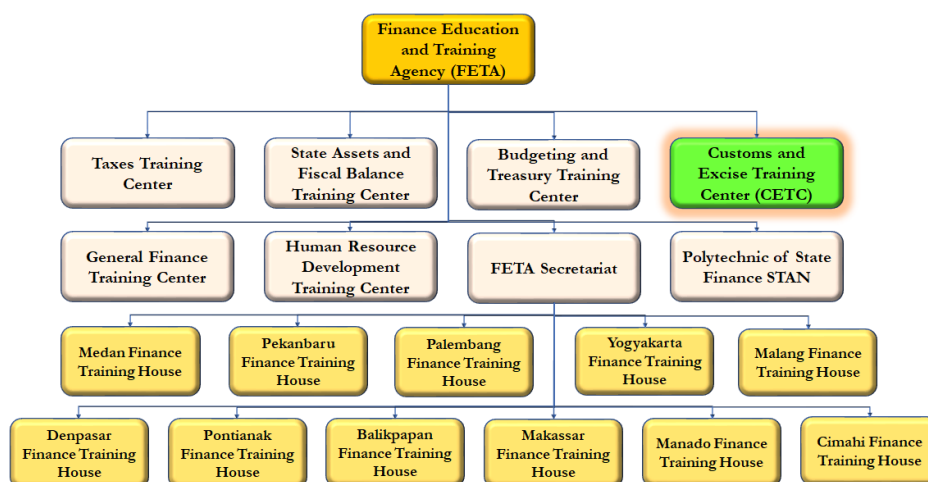 Finance Education
and Training
Agency (FETA)
Taxes Training
Center
State Assets and
Fiscal Balance
Training Center
Budgeting and
Treasury Training
Center
Customs and
Excise Training
Center (CETC)
General Finance
Training Center
Human Resource
Development
Training Center
FETA Secretariat
Polytechnic of State
Finance STAN
Medan Finance
Training House
Pekanbaru
Finance Training
House
Palembang
Finance Training
House
Yogyakarta
Finance Training
House
Malang Finance
Training House
Denpasar
Finance Training
House
Pontianak
Finance Training
House
Balikpapan
Finance Training
House
Makassar
Finance Training
House
Manado Finance
Training House
Cimahi Finance
Training House